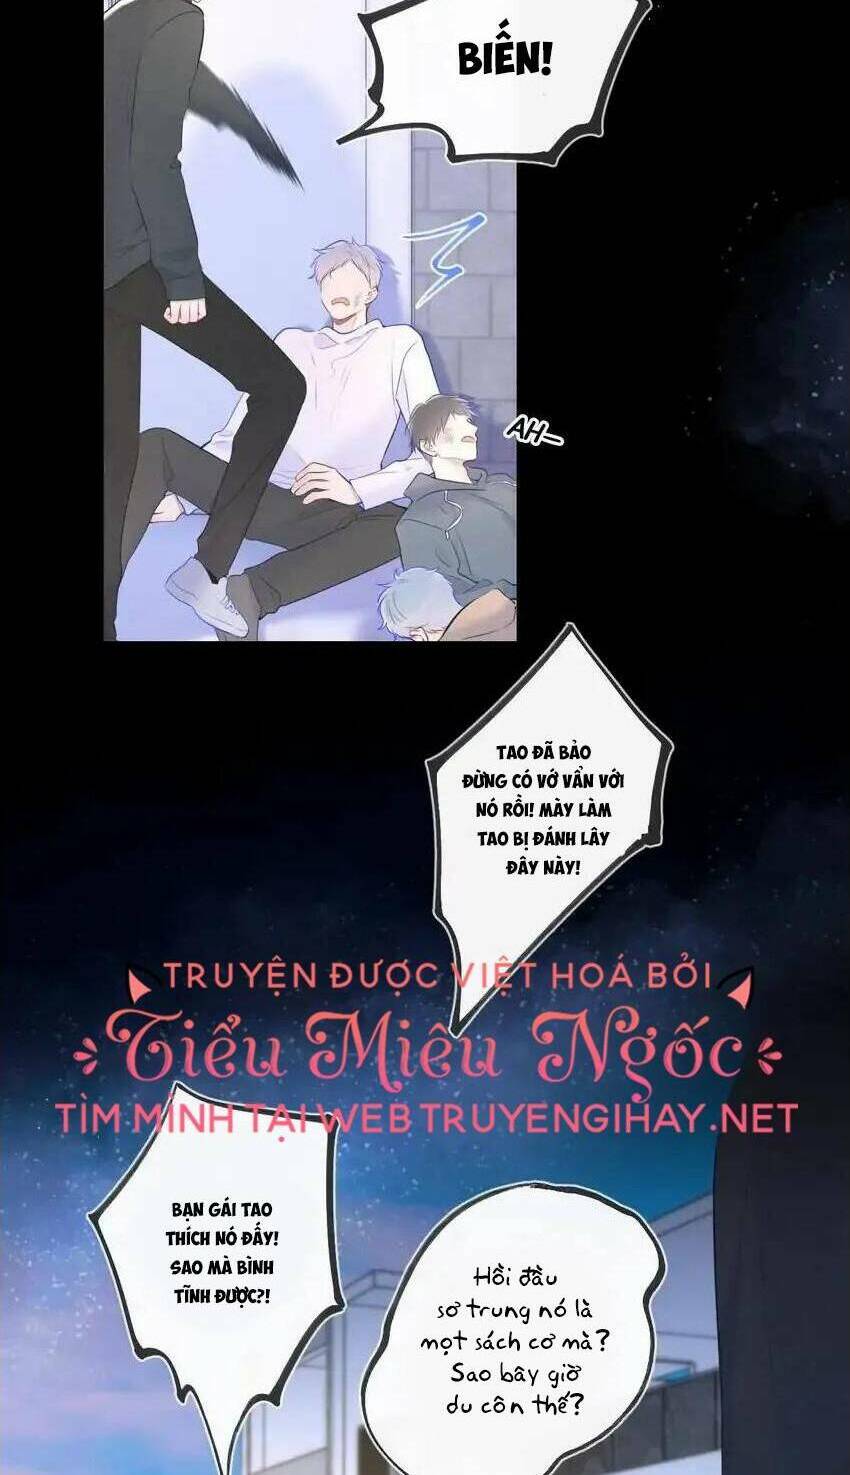 BIẾN!
AH—
TAO ĐÃ BẢO
ĐỪNG CÓ VỚ VẨN VỚI
NÓ RỒI! MÀY LÀM
TAO BỊ ĐÁNH LÂY
ĐÂY NÀY!
TRUYỆN ĐƯỢC VIỆT HOÁ BỞI
Tiểu Miêu Ngốc
TÌM MÌNH TẠI WEB TRUYENGIHAY.NET
BẠN GÁI TAO
THÍCH NÓ ĐẤY!
SAO MÀ BÌNH
TĨNH ĐƯỢC?!
Hồi đầu
sơ trung nó là
mọt sách cơ mà?
Sao bây giờ
du côn thế?